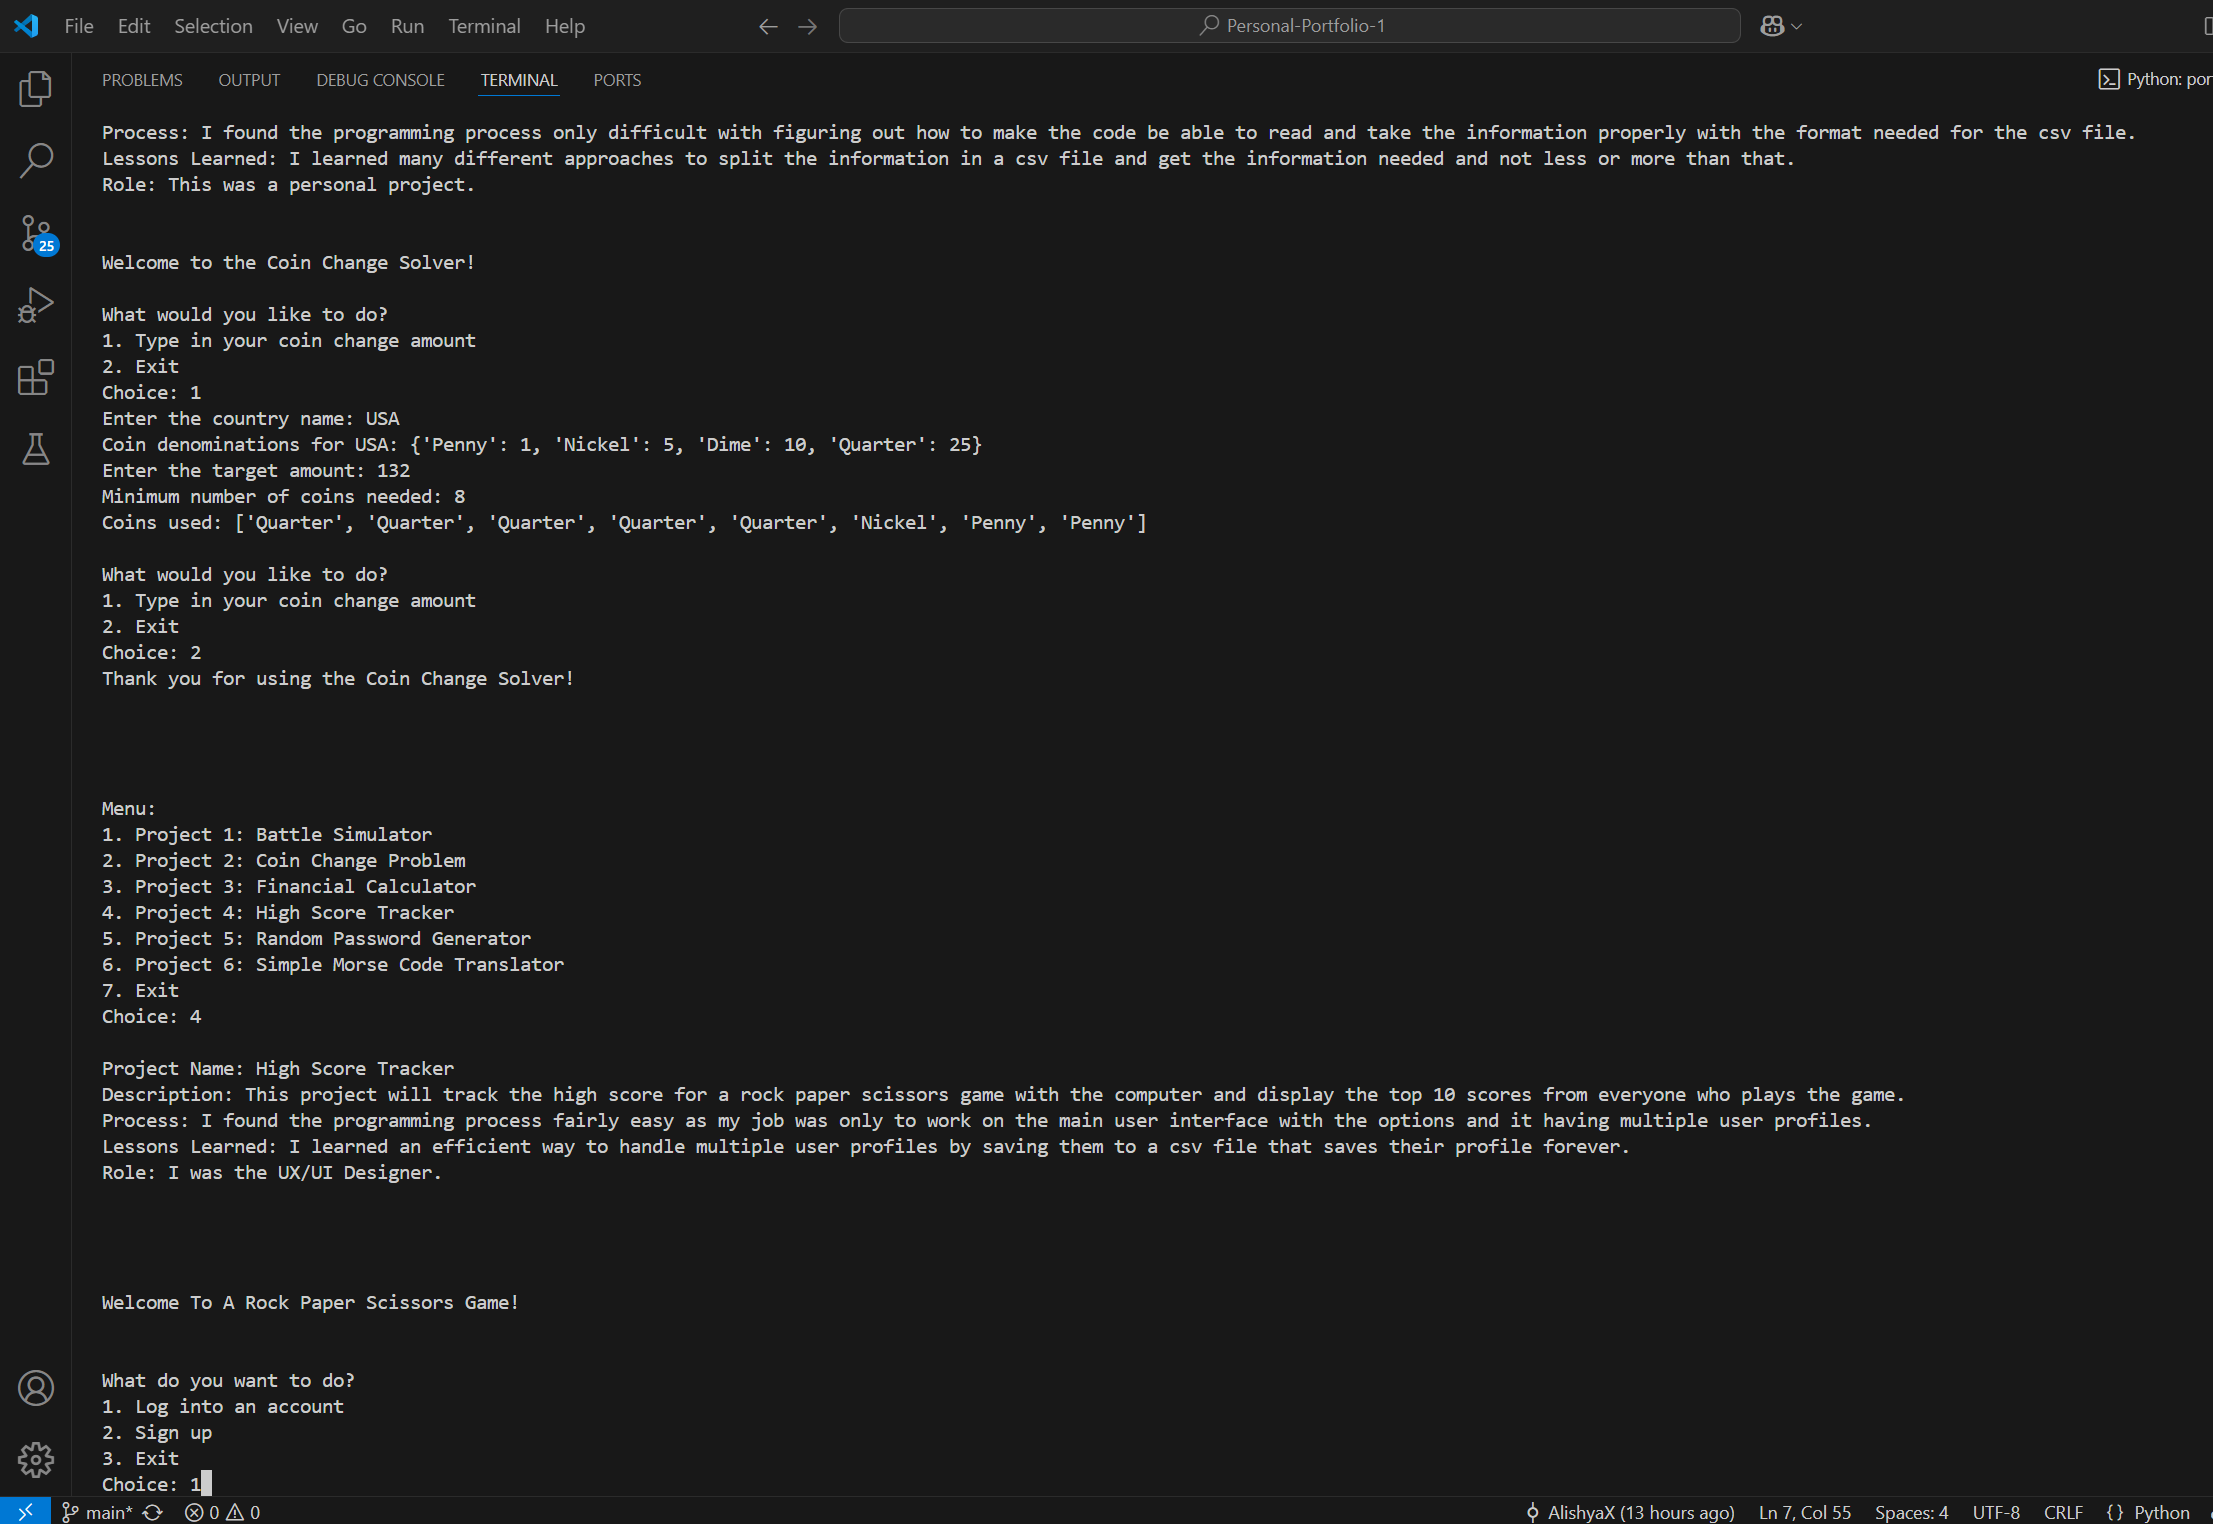 File Edit Selection View Go Run Terminal Help
Personal-Portfolio-1
PROBLEMS OUTPUT DEBUG CONSOLE TERMINAL PORTS
Python: por
Process: I found the programming process only difficult with figuring out how to make the code be able to read and take the information properly with the format needed for the csv file.
Lessons Learned: I learned many different approaches to split the information in a csv file and get the information needed and not less or more than that.
Role: This was a personal project.
25
Welcome to the Coin Change Solver!
What would you like to do?
1. Type in your coin change amount
2. Exit
Choice: 1
Enter the country name: USA
Coin denominations for USA: {'Penny': 1, 'Nickel': 5, 'Dime': 10, 'Quarter': 25}
Enter the target amount: 132
Minimum number of coins needed: 8
Coins used: ['Quarter', 'Quarter', 'Quarter', 'Quarter', 'Quarter', 'Nickel', 'Penny', 'Penny']
What would you like to do?
1. Type in your coin change amount
2. Exit
Choice: 2
Thank you for using the Coin Change Solver!
Menu:
1. Project 1: Battle Simulator
2. Project 2: Coin Change Problem
3. Project 3: Financial Calculator
4. Project 4: High Score Tracker
5. Project 5: Random Password Generator
6. Project 6: Simple Morse Code Translator
7. Exit
Choice: 4
Project Name: High Score Tracker
Description: This project will track the high score for a rock paper scissors game with the computer and display the top 10 scores from everyone who plays the game.
Process: I found the programming process fairly easy as my job was only to work on the main user interface with the options and it having multiple user profiles.
Lessons Learned: I learned an efficient way to handle multiple user profiles by saving them to a csv file that saves their profile forever.
Role: I was the UX/UI Designer.
Welcome To A Rock Paper Scissors Game!
What do you want to do?
1. Log into an account
2. Sign up
3. Exit
Choice: 1
main* 0 0 AlishyaX (13 hours ago) Ln 7, Col 55 Spaces: 4 UTF-8 CRLF {} Python